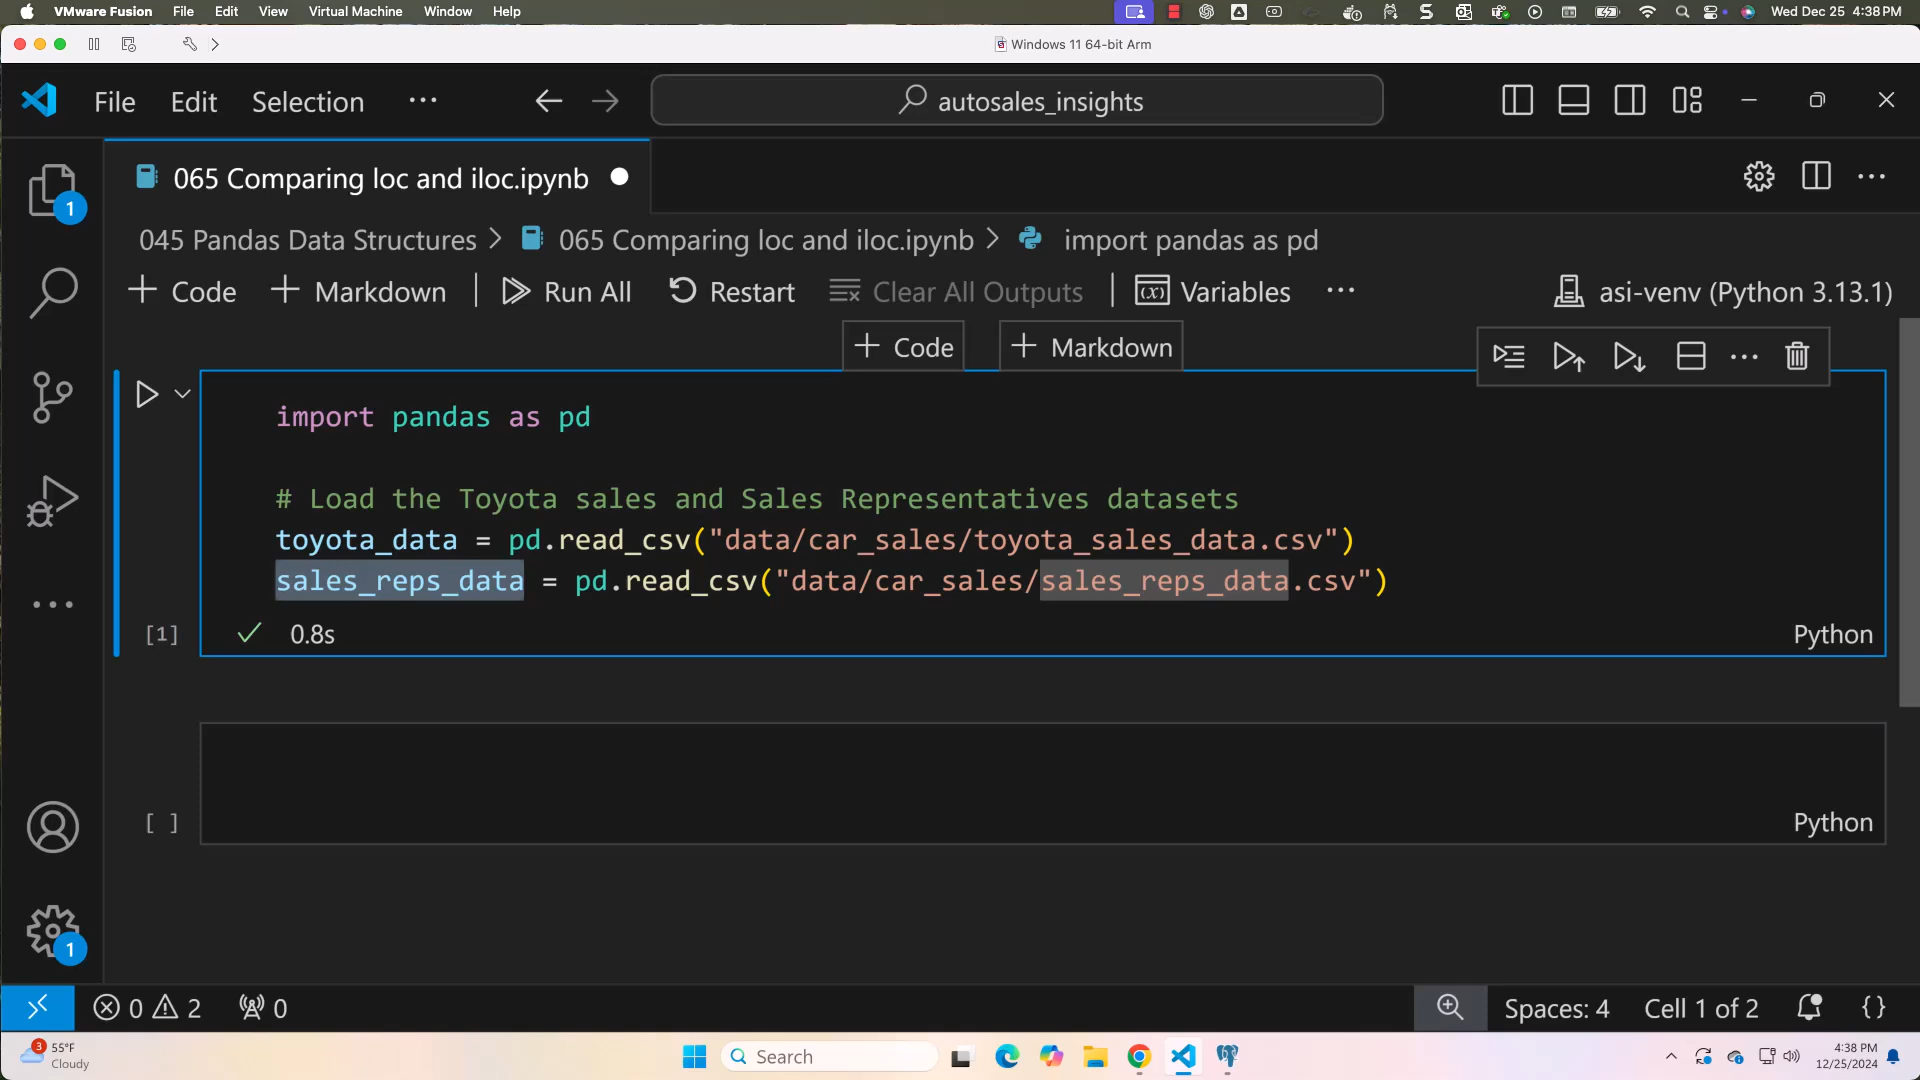 VMware Fusion File Edit View Virtual Machine Window Help Wed Dec 25 4:38 PM
Windows 11 64-bit Arm
File Edit Selection ··· autosales_insights
065 Comparing loc and iloc.ipynb
045 Pandas Data Structures > 065 Comparing loc and iloc.ipynb > import pandas as pd
+ Code + Markdown Run All Restart Clear All Outputs Variables ··· asi-venv (Python 3.13.1)
+ Code + Markdown
import pandas as pd
# Load the Toyota sales and Sales Representatives datasets
toyota_data = pd.read_csv("data/car_sales/toyota_sales_data.csv")
sales_reps_data = pd.read_csv("data/car_sales/sales_reps_data.csv")
[1] 0.8s Python
[ ] Python
1
1
0 2 0 Spaces: 4 Cell 1 of 2 {}
3 55°F
Cloudy
Search
4:38 PM
12/25/2024